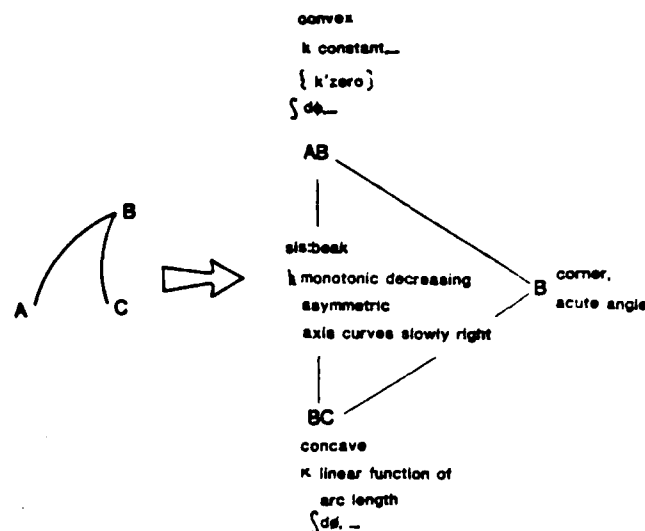 convex
k constant,_
{ k'zero }
∫ dφ,_
AB
B
A
C
sls:beak
h monotonic decreasing
asymmetric
axis curves slowly right
B
corner,
acute angle
BC
concave
κ linear function of
arc length
∫dø, _